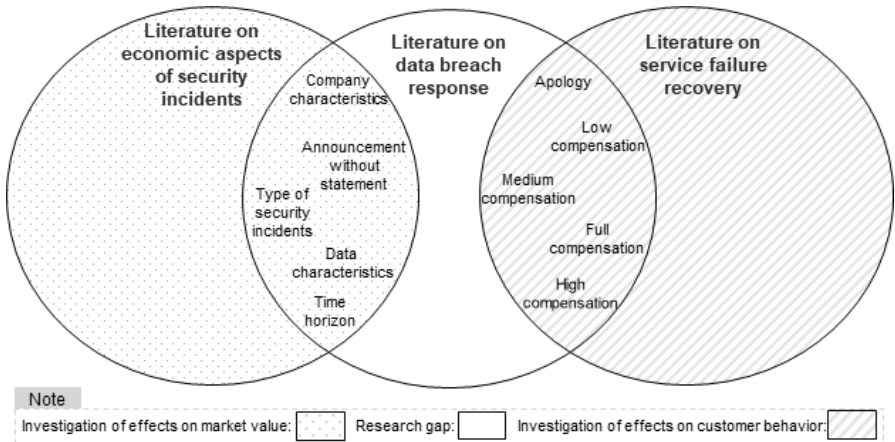 Literature on
economic aspects
of security
incidents
Literature on
data breach
response
Literature on
service failure
recovery
Company
characteristics
Announcement
without
statement
Type of
security
incidents
Data
characteristics
Time
horizon
Apology
Low
compensation
Medium
compensation
Full
compensation
High
compensation
Note
Investigation of effects on market value: Research gap: Investigation of effects on customer behavior: